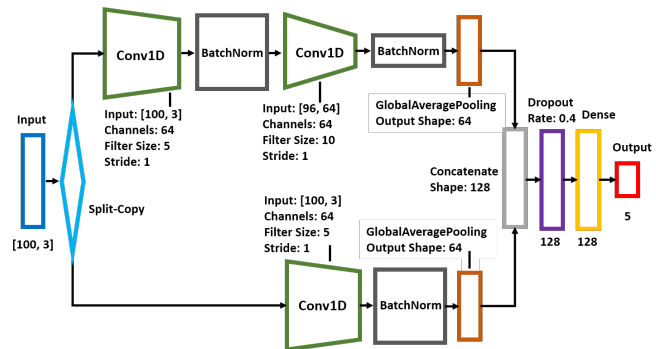 Conv1D
BatchNorm
Conv1D
BatchNorm
Input: [100, 3]
Channels: 64
Filter Size: 5
Stride: 1
Input: [96, 64]
Channels: 64
Filter Size: 10
Stride: 1
GlobalAveragePooling
Output Shape: 64
Dropout
Rate: 0.4
Dense
Input
Output
Concatenate
Shape: 128
Split-Copy
[100, 3]
Input: [100, 3]
Channels: 64
Filter Size: 5
Stride: 1
GlobalAveragePooling
Output Shape: 64
128
128
5
Conv1D
BatchNorm